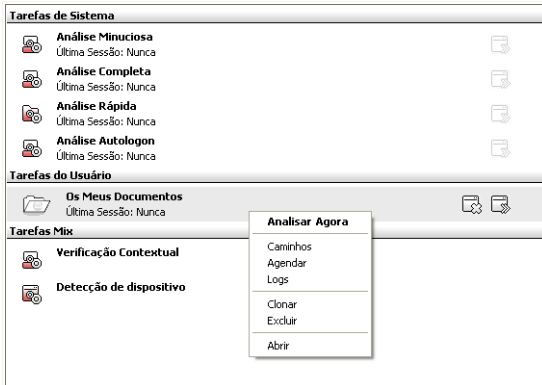 Tarefas de Sistema
Análise Minuciosa
Última Sessão: Nunca
Análise Completa
Última Sessão: Nunca
Análise Rápida
Última Sessão: Nunca
Análise Autologon
Última Sessão: Nunca
Tarefas do Usuário
Os Meus Documentos
Última Sessão: Nunca
Analisar Agora
Caminhos
Agendar
Logs
Clonar
Excluir
Abrir
Tarefas Mix
Verificação Contextual
Detecção de dispositivo